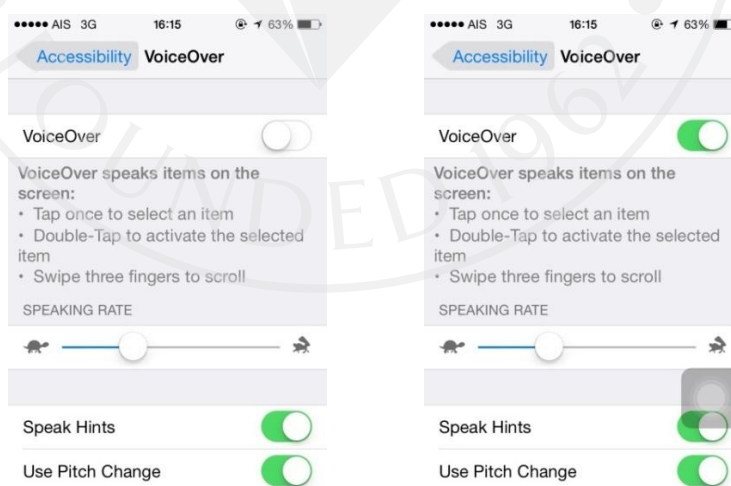 AIS 3G 16:15 63%
Accessibility VoiceOver
VoiceOver
VoiceOver speaks items on the
screen:
• Tap once to select an item
• Double-Tap to activate the selected
item
• Swipe three fingers to scroll
SPEAKING RATE
Speak Hints
Use Pitch Change
AIS 3G 16:15 63%
Accessibility VoiceOver
VoiceOver
VoiceOver speaks items on the
screen:
• Tap once to select an item
• Double-Tap to activate the selected
item
• Swipe three fingers to scroll
SPEAKING RATE
Speak Hints
Use Pitch Change
OUNDED 1962